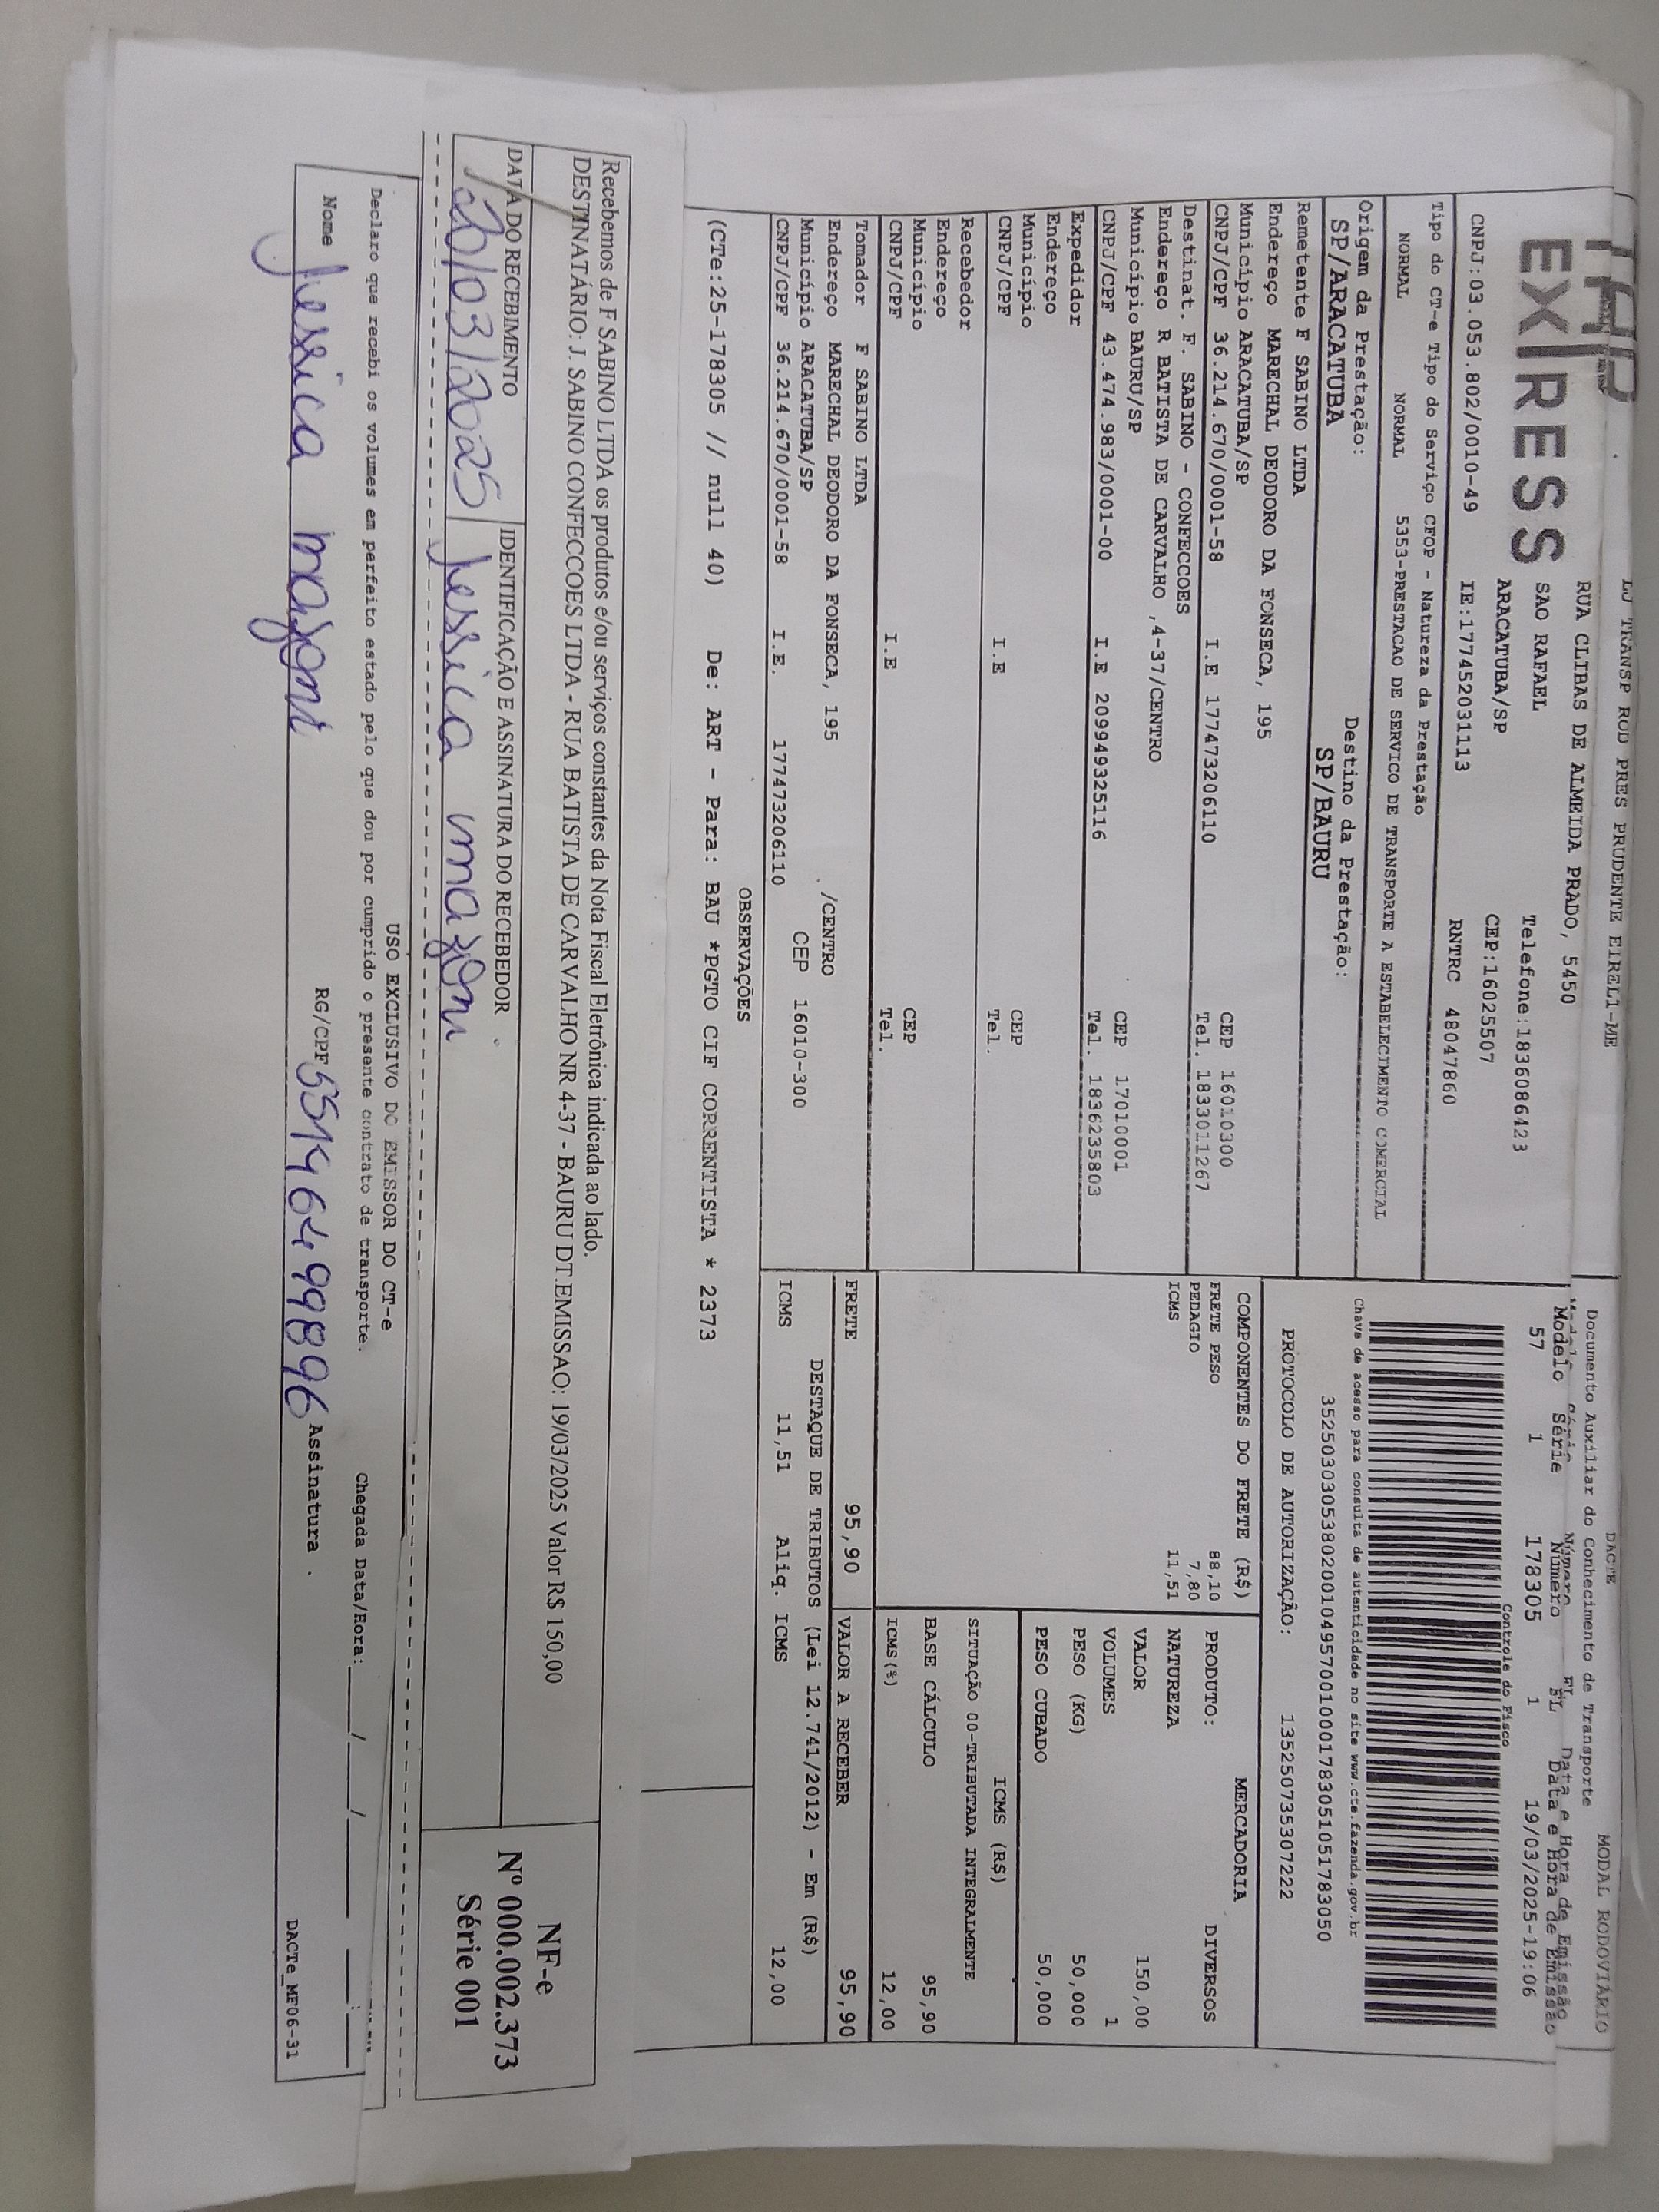 TAP
EXPRESS
LJ TRANSP ROD PRES PRUDENTE EIRELI-ME
RUA CLIBAS DE ALMEIDA PRADO, 5450
SAO RAFAEL Telefone:1836086423
ARACATUBA/SP CEP:16025507
CNPJ:03.053.802/0010-49 IE:177452031113 RNTRC 48047860
DACTE MODAL RODOVIÁRIO
Documento Auxiliar do Conhecimento de Transporte
Modelo Série Número FL Data e Hora de Emissão
57 1 178305 1 19/03/2025-19:06
Controle do Fisco
Chave de acesso para consulta de autenticidade no site www.cte.fazenda.gov.br
35250303053802001049570010001783051051783050
PROTOCOLO DE AUTORIZAÇÃO: 135250735307222
Tipo do CT-e Tipo do Serviço CFOP - Natureza da Prestação
NORMAL NORMAL 5353-PRESTACAO DE SERVICO DE TRANSPORTE A ESTABELECIMENTO COMERCIAL
Origem da Prestação: Destino da Prestação:
SP/ARACATUBA SP/BAURU
Remetente F SABINO LTDA
Endereço MARECHAL DEODORO DA FONSECA, 195
Município ARACATUBA/SP CEP 16010300
CNPJ/CPF 36.214.670/0001-58 I.E 177473206110 Tel. 1833011267
Destinat. F. SABINO - CONFECCOES
Endereço R BATISTA DE CARVALHO ,4-37/CENTRO
Município BAURU/SP CEP 17010001
CNPJ/CPF 43.474.983/0001-00 I.E 209949325116 Tel. 1836235803
Expedidor
Endereço
Município CEP
CNPJ/CPF I.E Tel.
Recebedor
Endereço
Município CEP
CNPJ/CPF I.E Tel.
Tomador F SABINO LTDA
Endereço MARECHAL DEODORO DA FONSECA, 195 /CENTRO
Município ARACATUBA/SP CEP 16010-300
CNPJ/CPF 36.214.670/0001-58 I.E. 177473206110
COMPONENTES DO FRETE (R$)
FRETE PESO 88,10
PEDAGIO 7,80
ICMS 11,51
MERCADORIA
PRODUTO: DIVERSOS
NATUREZA
VALOR 150,00
VOLUMES 1
PESO (KG) 50,000
PESO CUBADO 50,000
ICMS (R$)
SITUAÇÃO 00-TRIBUTADA INTEGRALMENTE
BASE CÁLCULO 95,90
ICMS(%) 12,00
FRETE 95,90 VALOR A RECEBER 95,90
DESTAQUE DE TRIBUTOS (Lei 12.741/2012) - Em (R$)
ICMS 11,51 Aliq. ICMS 12,00
OBSERVAÇÕES
(CTe:25-178305 // null 40) De: ART - Para: BAU *PGTO CIF CORRENTISTA * 2373
Recebemos de F SABINO LTDA os produtos e/ou serviços constantes da Nota Fiscal Eletrônica indicada ao lado.
DESTINATÁRIO: J. SABINO CONFECCOES LTDA - RUA BATISTA DE CARVALHO NR 4-37 - BAURU DT.EMISSAO: 19/03/2025 Valor R$ 150,00
DATA DO RECEBIMENTO IDENTIFICAÇÃO E ASSINATURA DO RECEBEDOR
20/03/2025 Jessica mazoni
NF-e
Nº 000.002.373
Série 001
USO EXCLUSIVO DO EMISSOR DO CT-e
Declaro que recebi os volumes em perfeito estado pelo que dou por cumprido o presente contrato de transporte. Chegada Data/Hora: / / :
Nome Jessica mazoni RG/CPF Assinatura
DACTe_MF06-31